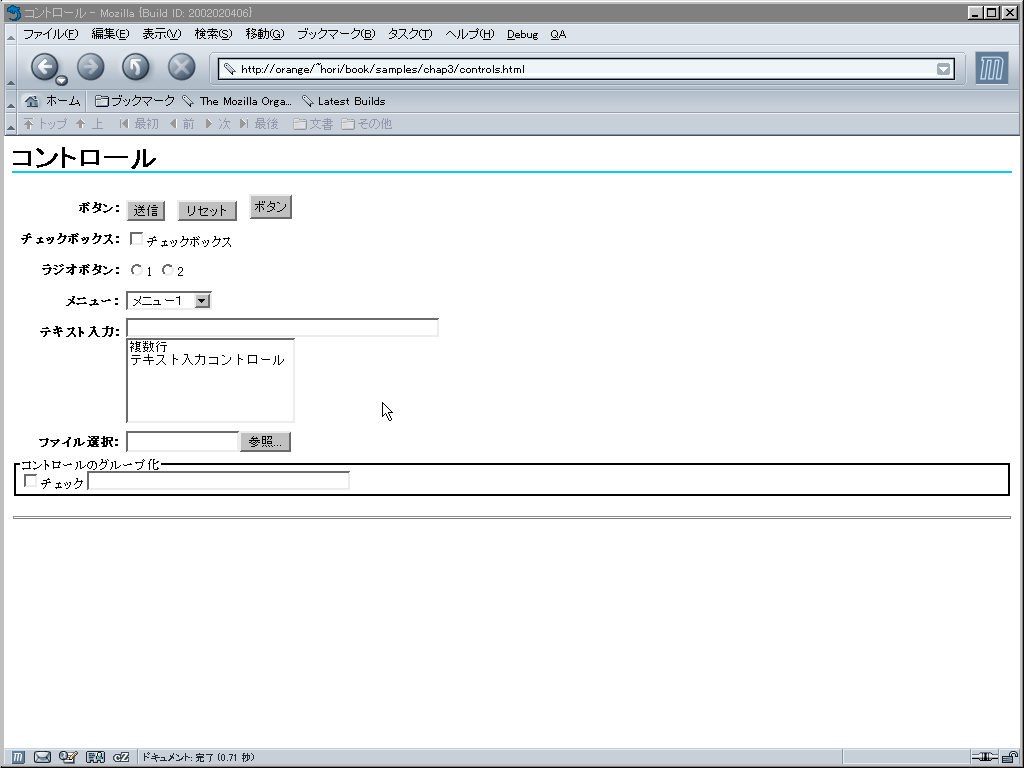 コントロール - Mozilla {Build ID: 2002020406}
ファイル(F) 編集(E) 表示(V) 検索(S) 移動(G) ブックマーク(B) タスク(T) ヘルプ(H) Debug QA
http://orange/~hori/book/samples/chap3/controls.html
ホーム ブックマーク The Mozilla Orga... Latest Builds
トップ 上 最初 前 次 最後 文書 その他
コントロール
ボタン: 送信 リセット ボタン
チェックボックス: チェックボックス
ラジオボタン: 1 2
メニュー: メニュー1
テキスト入力:
複数行
テキスト入力コントロール
ファイル選択: 参照...
コントロールのグループ化
チェック
ドキュメント: 完了 (0.71 秒)